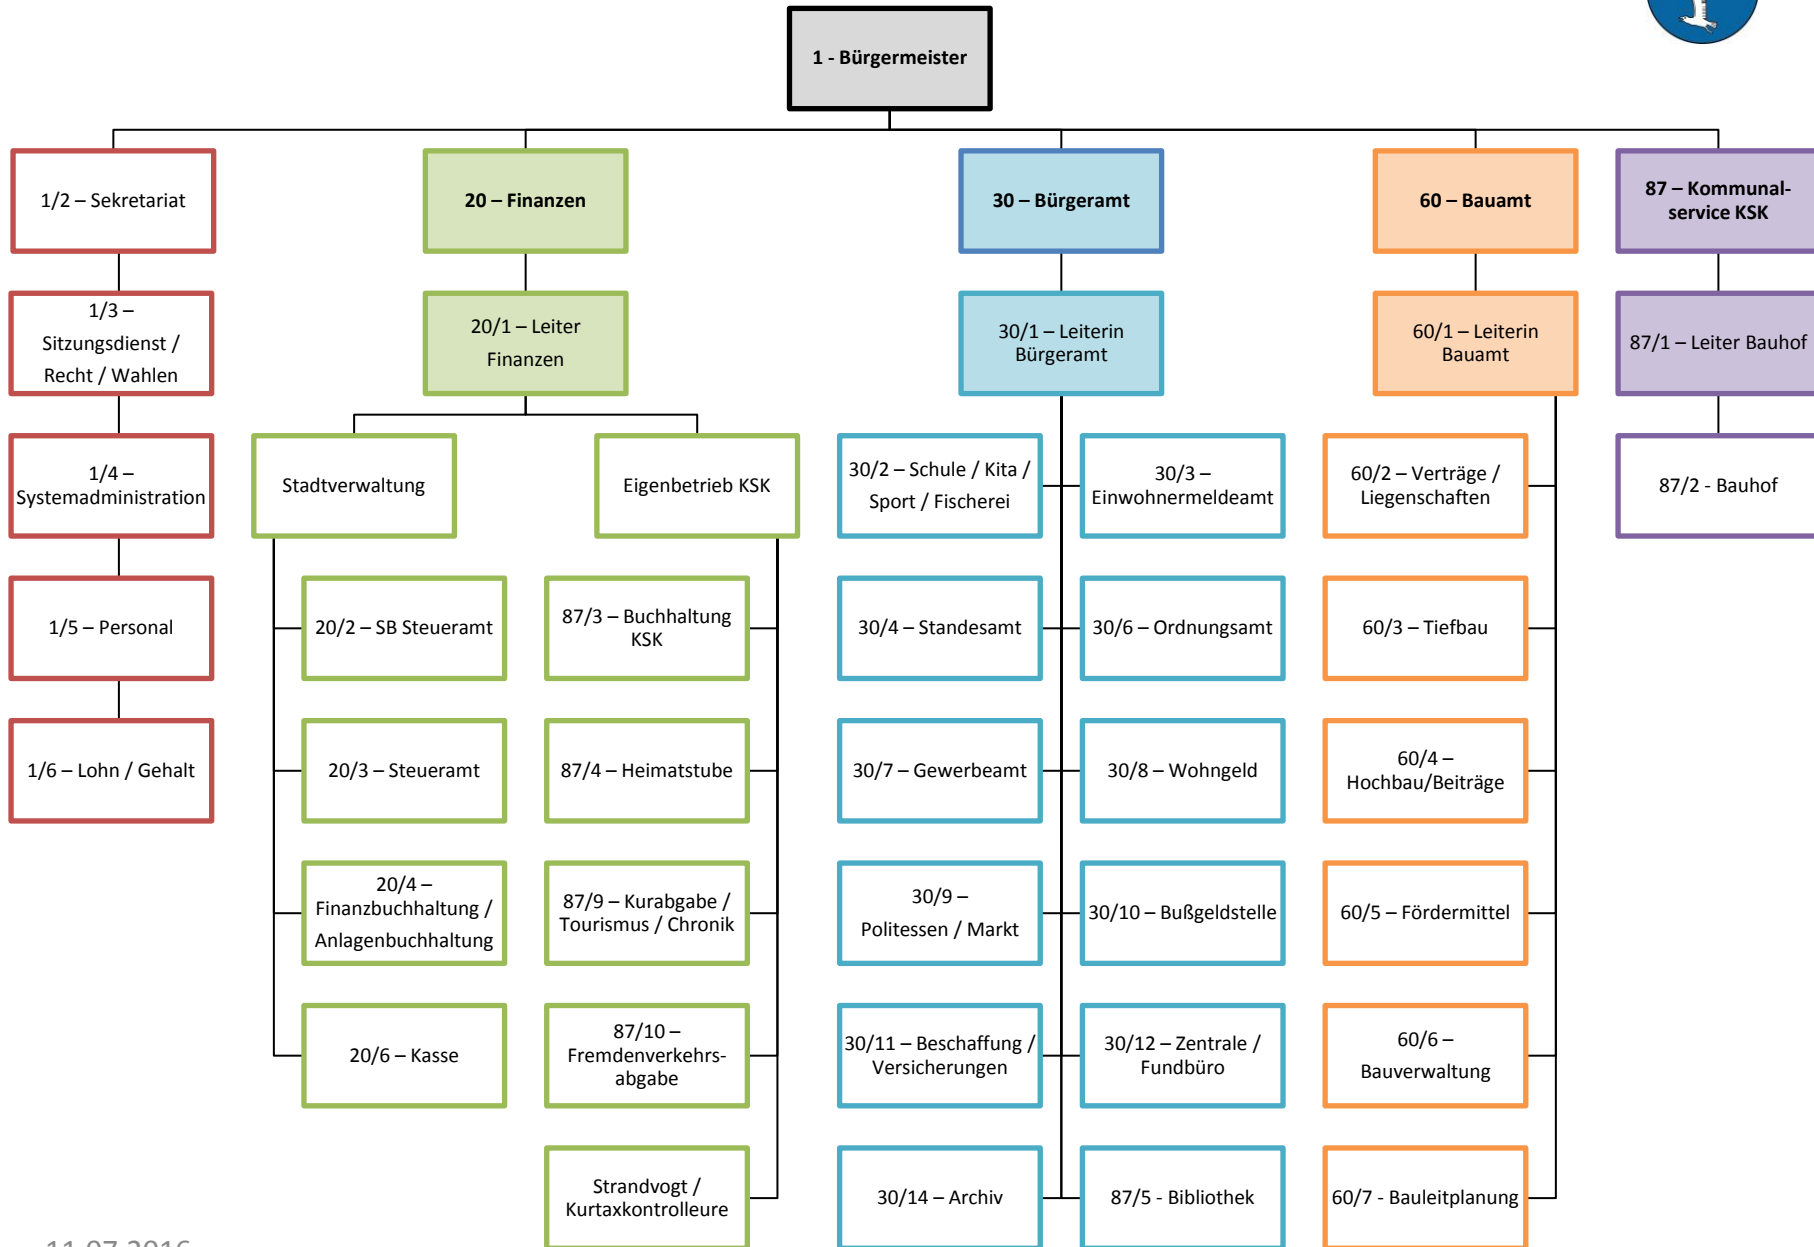 1 - Bürgermeister
1/2 – Sekretariat
20 – Finanzen
30 – Bürgeramt
60 – Bauamt
87 – Kommunal-
service KSK
1/3 –
Sitzungsdienst /
Recht / Wahlen
20/1 – Leiter
Finanzen
30/1 – Leiterin
Bürgeramt
60/1 – Leiterin
Bauamt
87/1 – Leiter Bauhof
1/4 –
Systemadministration
Stadtverwaltung
Eigenbetrieb KSK
30/2 – Schule / Kita /
Sport / Fischerei
30/3 –
Einwohnermeldeamt
60/2 – Verträge /
Liegenschaften
87/2 - Bauhof
1/5 – Personal
20/2 – SB Steueramt
87/3 – Buchhaltung
KSK
30/4 – Standesamt
30/6 – Ordnungsamt
60/3 – Tiefbau
1/6 – Lohn / Gehalt
20/3 – Steueramt
87/4 – Heimatstube
30/7 – Gewerbeamt
30/8 – Wohngeld
60/4 –
Hochbau/Beiträge
20/4 –
Finanzbuchhaltung /
Anlagenbuchhaltung
87/9 – Kurabgabe /
Tourismus / Chronik
30/9 –
Politessen / Markt
30/10 – Bußgeldstelle
60/5 – Fördermittel
20/6 – Kasse
87/10 –
Fremdenverkehrs-
abgabe
30/11 – Beschaffung /
Versicherungen
30/12 – Zentrale /
Fundbüro
60/6 –
Bauverwaltung
Strandvogt /
Kurtaxkontrolleure
30/14 – Archiv
87/5 - Bibliothek
60/7 - Bauleitplanung
11.07.2016